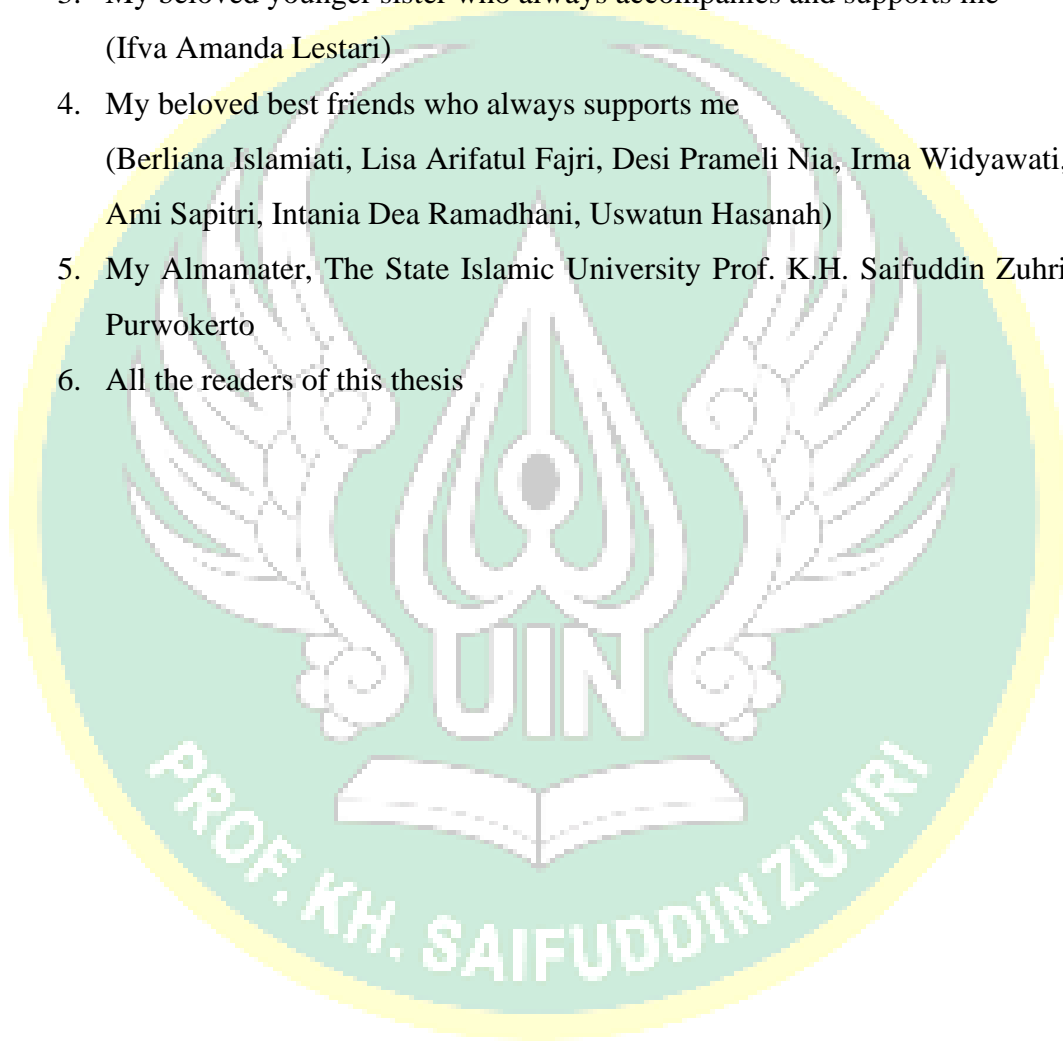 3. My beloved younger sister who always accompanies and supports me
(Ifva Amanda Lestari)
4. My beloved best friends who always supports me
(Berliana Islamiati, Lisa Arifatul Fajri, Desi Prameli Nia, Irma Widyawati,
Ami Sapitri, Intania Dea Ramadhani, Uswatun Hasanah)
5. My Almamater, The State Islamic University Prof. K.H. Saifuddin Zuhri
Purwokerto
6. All the readers of this thesis
UIN
PROF. KH. SAIFUDDIN ZUHRI